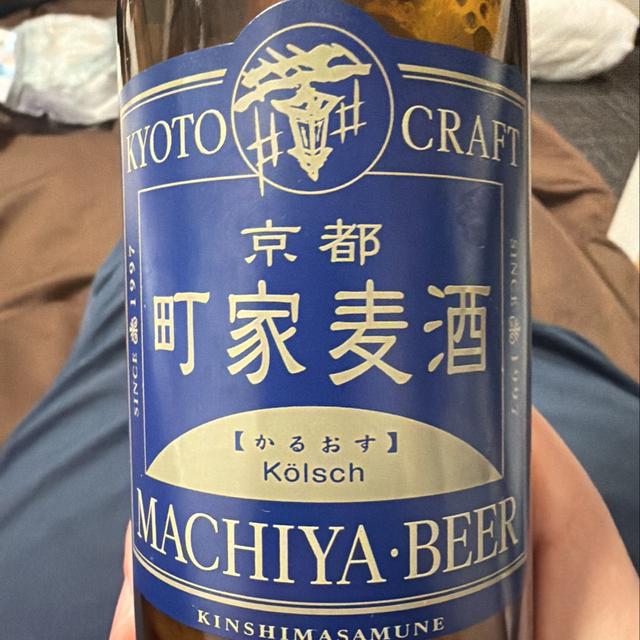 KYOTO CRAFT
京都
町家麦酒
SINCE 1997
SINCE 1997
【かるおす】
Kölsch
MACHIYA・BEER
KINSHIMASAMUNE